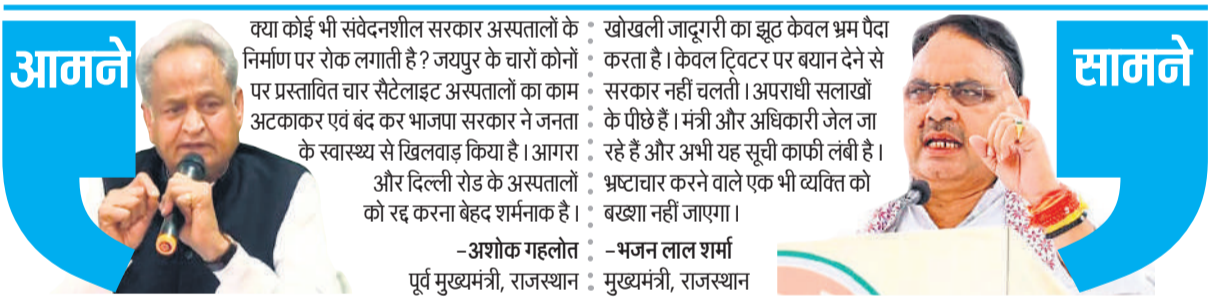 आमने
क्या कोई भी संवेदनशील सरकार अस्पतालों के
निर्माण पर रोक लगाती है? जयपुर के चारों कोनों
पर प्रस्तावित चार सैटेलाइट अस्पतालों का काम
अटकाकर एवं बंद कर भाजपा सरकार ने जनता
के स्वास्थ्य से खिलवाड़ किया है। आगरा
और दिल्ली रोड के अस्पतालों
को रद्द करना बेहद शर्मनाक है।
-अशोक गहलोत
पूर्व मुख्यमंत्री, राजस्थान
खोखली जादूगरी का झूठ केवल भ्रम पैदा
करता है। केवल ट्विटर पर बयान देने से
सरकार नहीं चलती। अपराधी सलाखों
के पीछे हैं। मंत्री और अधिकारी जेल जा
रहे हैं और अभी यह सूची काफी लंबी है।
भ्रष्टाचार करने वाले एक भी व्यक्ति को
बख्शा नहीं जाएगा।
-भजन लाल शर्मा
मुख्यमंत्री, राजस्थान
सामने